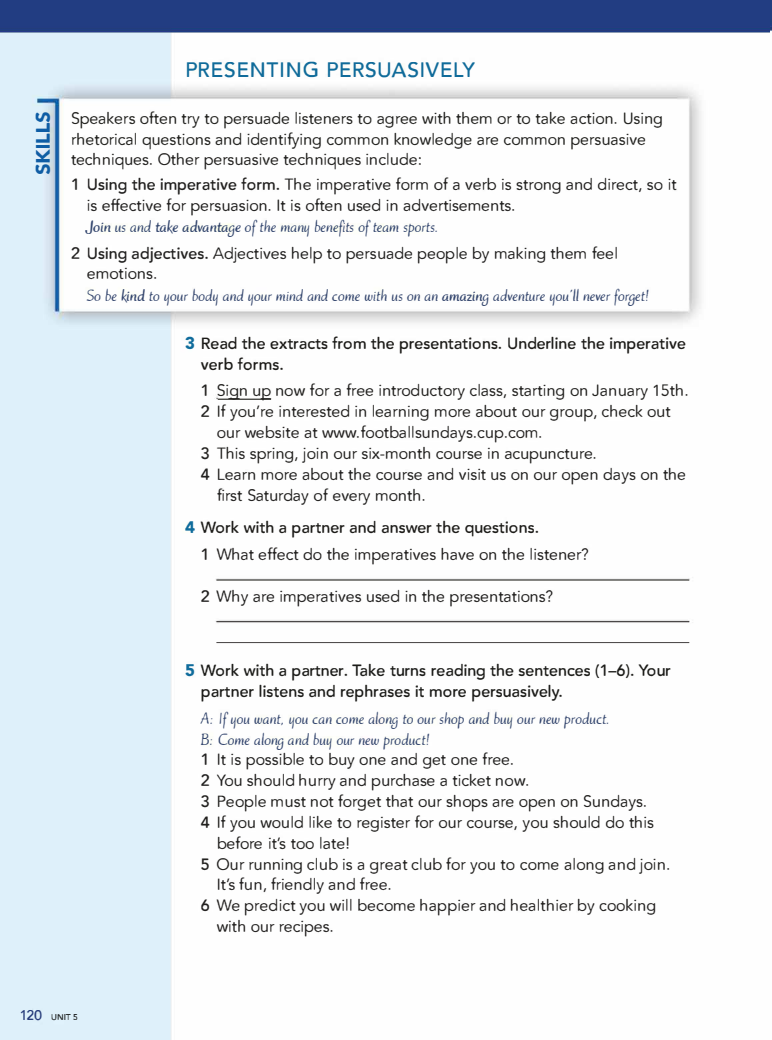 PRESENTING PERSUASIVELY
SKILLS
Speakers often try to persuade listeners to agree with them or to take action. Using
rhetorical questions and identifying common knowledge are common persuasive
techniques. Other persuasive techniques include:
1 Using the imperative form. The imperative form of a verb is strong and direct, so it
is effective for persuasion. It is often used in advertisements.
Join us and take advantage of the many benefits of team sports.
2 Using adjectives. Adjectives help to persuade people by making them feel
emotions.
So be kind to your body and your mind and come with us on an amazing adventure you'll never forget!
3 Read the extracts from the presentations. Underline the imperative
verb forms.
1 Sign up now for a free introductory class, starting on January 15th.
2 If you're interested in learning more about our group, check out
our website at www.footballsundays.cup.com.
3 This spring, join our six-month course in acupuncture.
4 Learn more about the course and visit us on our open days on the
first Saturday of every month.
4 Work with a partner and answer the questions.
1 What effect do the imperatives have on the listener?
2 Why are imperatives used in the presentations?
5 Work with a partner. Take turns reading the sentences (1–6). Your
partner listens and rephrases it more persuasively.
A: If you want, you can come along to our shop and buy our new product.
B: Come along and buy our new product!
1 It is possible to buy one and get one free.
2 You should hurry and purchase a ticket now.
3 People must not forget that our shops are open on Sundays.
4 If you would like to register for our course, you should do this
before it's too late!
5 Our running club is a great club for you to come along and join.
It's fun, friendly and free.
6 We predict you will become happier and healthier by cooking
with our recipes.
120 UNIT 5